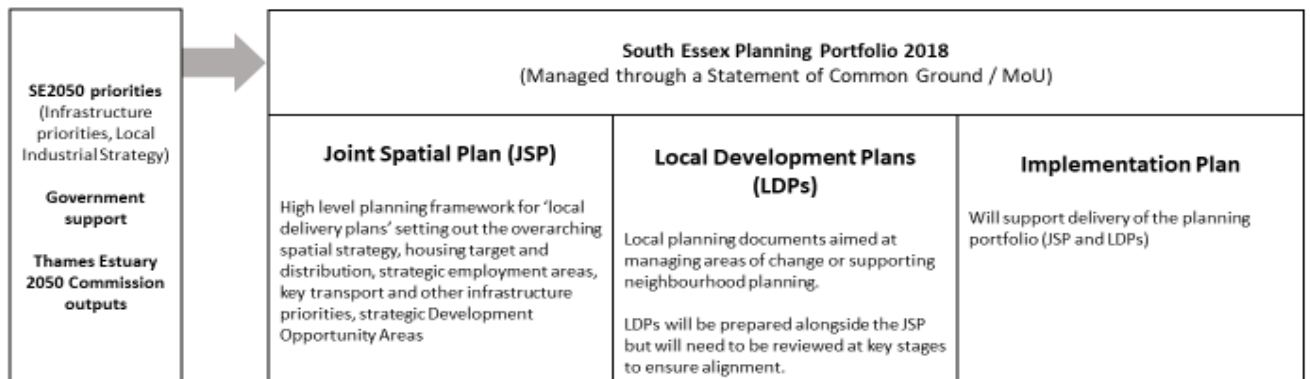 SE2050 priorities
(Infrastructure
priorities, Local
Industrial Strategy)
Government
support
Thames Estuary
2050 Commission
outputs
South Essex Planning Portfolio 2018
(Managed through a Statement of Common Ground / MoU)
Joint Spatial Plan (JSP)
High level planning framework for ‘local
delivery plans’ setting out the overarching
spatial strategy, housing target and
distribution, strategic employment areas,
key transport and other infrastructure
priorities, strategic Development
Opportunity Areas
Local Development Plans
(LDPs)
Local planning documents aimed at
managing areas of change or supporting
neighbourhood planning.
LDPs will be prepared alongside the JSP
but will need to be reviewed at key stages
to ensure alignment.
Implementation Plan
Will support delivery of the planning
portfolio (JSP and LDPs)